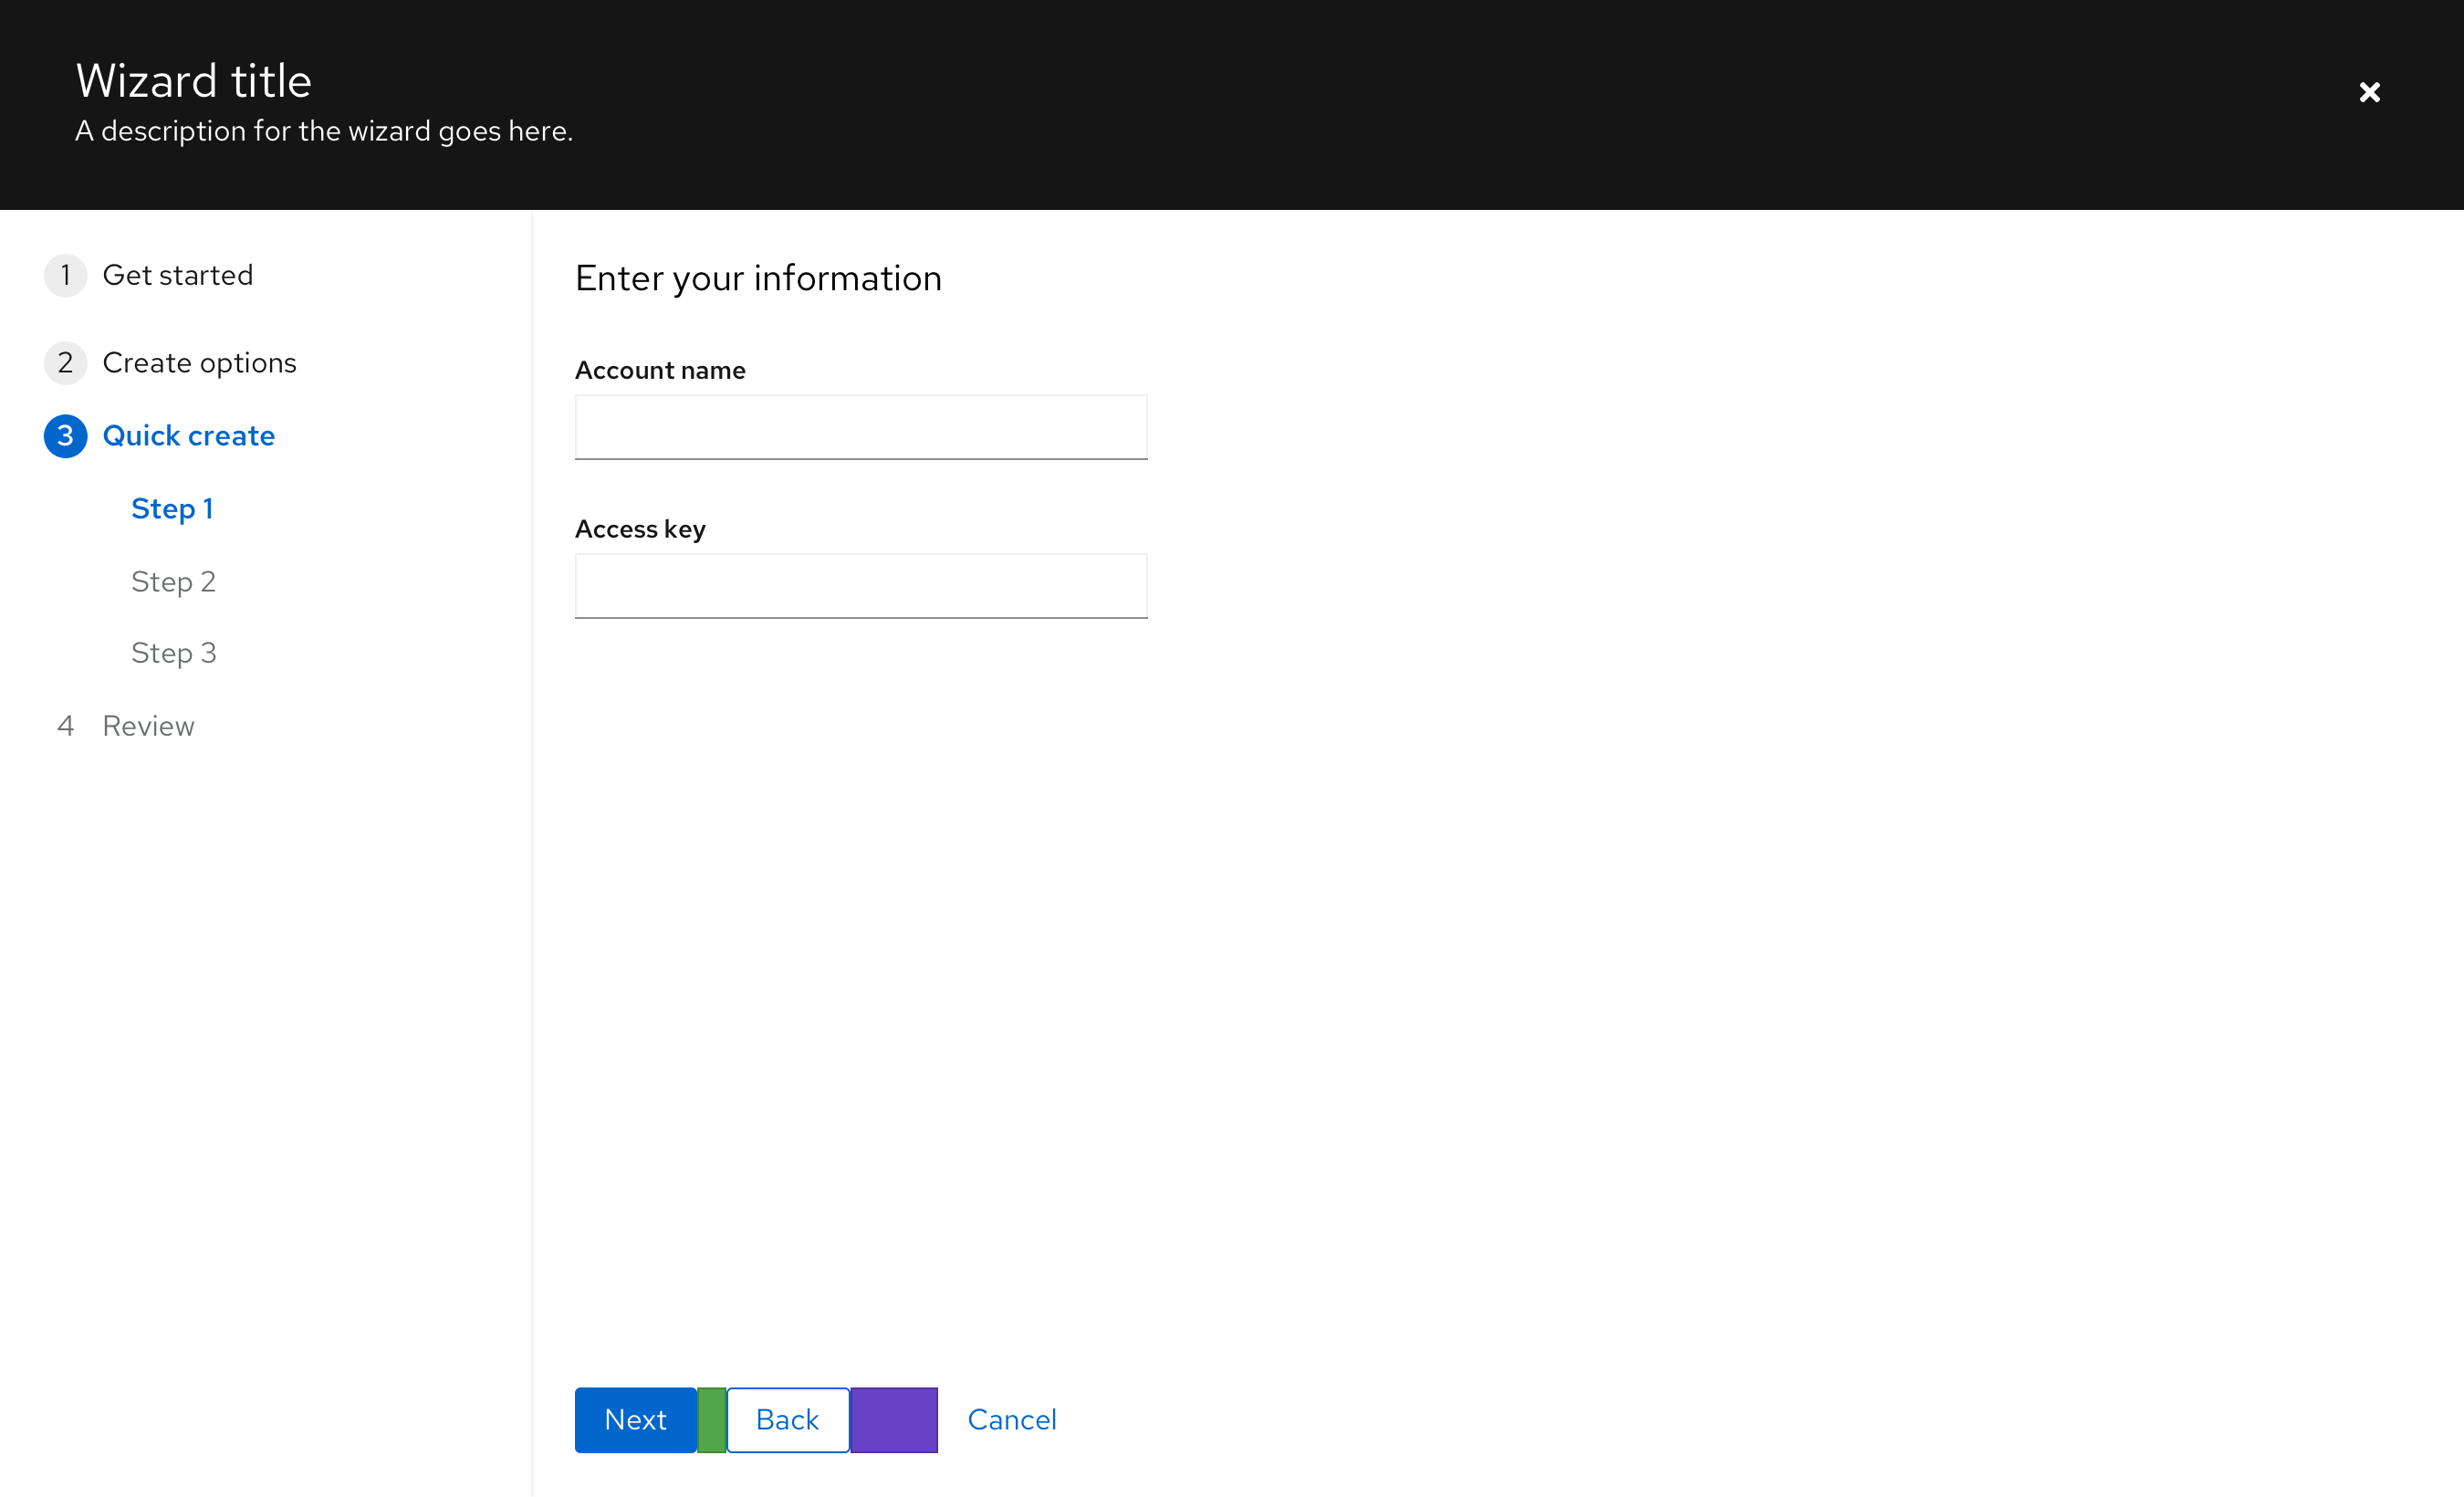 Wizard title
A description for the wizard goes here.
1 Get started
2 Create options
3 Quick create
Step 1
Step 2
Step 3
4 Review
Enter your information
Account name
Access key
Next Back Cancel